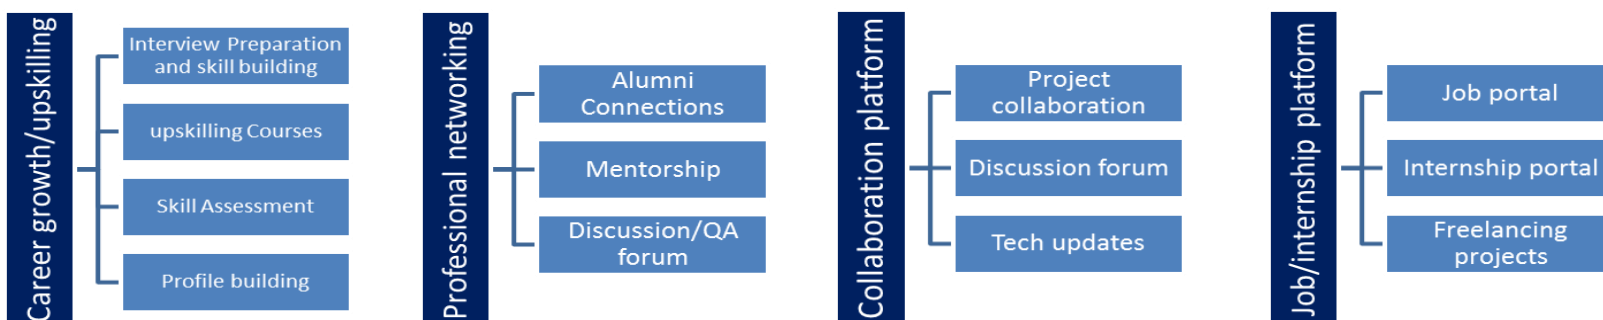 Career growth/upskilling
Interview Preparation
and skill building
upskilling Courses
Skill Assessment
Profile building
Professional networking
Alumni
Connections
Mentorship
Discussion/QA
forum
Collaboration platform
Project
collaboration
Discussion forum
Tech updates
Job/internship platform
Job portal
Internship portal
Freelancing
projects